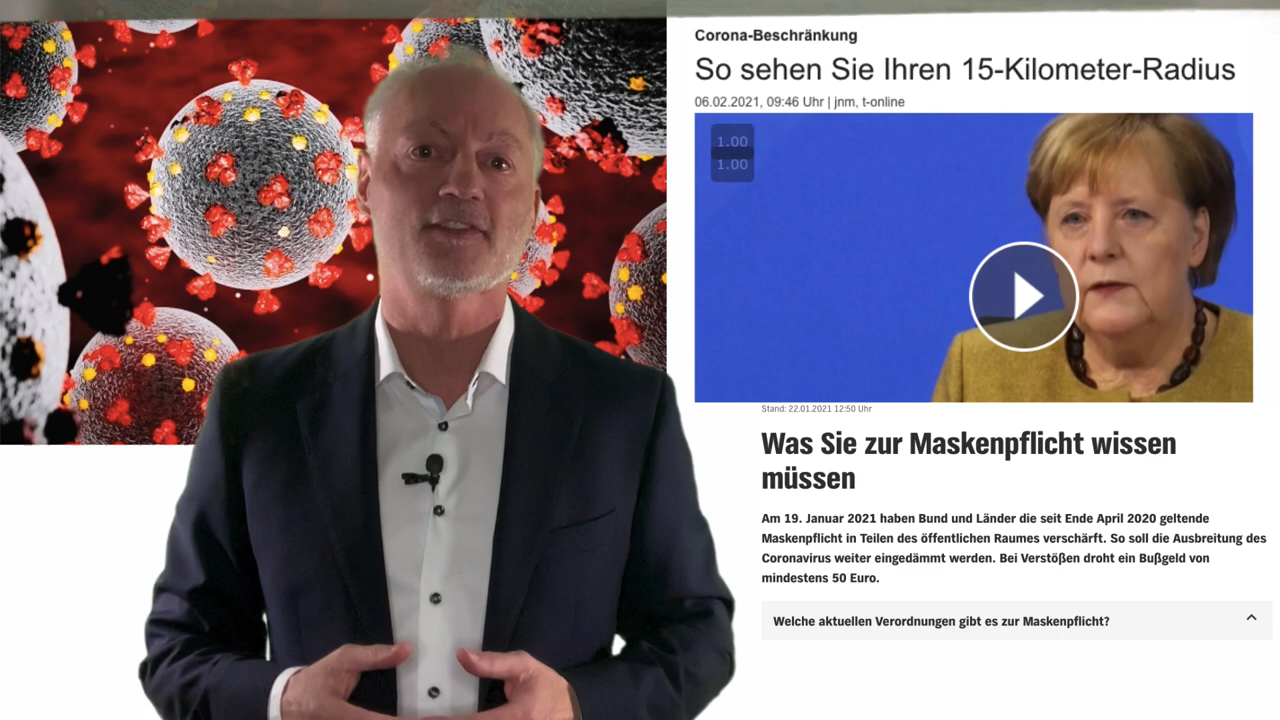 Corona-Beschränkung
So sehen Sie Ihren 15-Kilometer-Radius
06.02.2021, 09:46 Uhr | jnm, t-online
1.00
1.00
Stand: 22.01.2021 12:50 Uhr
Was Sie zur Maskenpflicht wissen
müssen
Am 19. Januar 2021 haben Bund und Länder die seit Ende April 2020 geltende
Maskenpflicht in Teilen des öffentlichen Raumes verschärft. So soll die Ausbreitung des
Coronavirus weiter eingedämmt werden. Bei Verstößen droht ein Bußgeld von
mindestens 50 Euro.
Welche aktuellen Verordnungen gibt es zur Maskenpflicht?